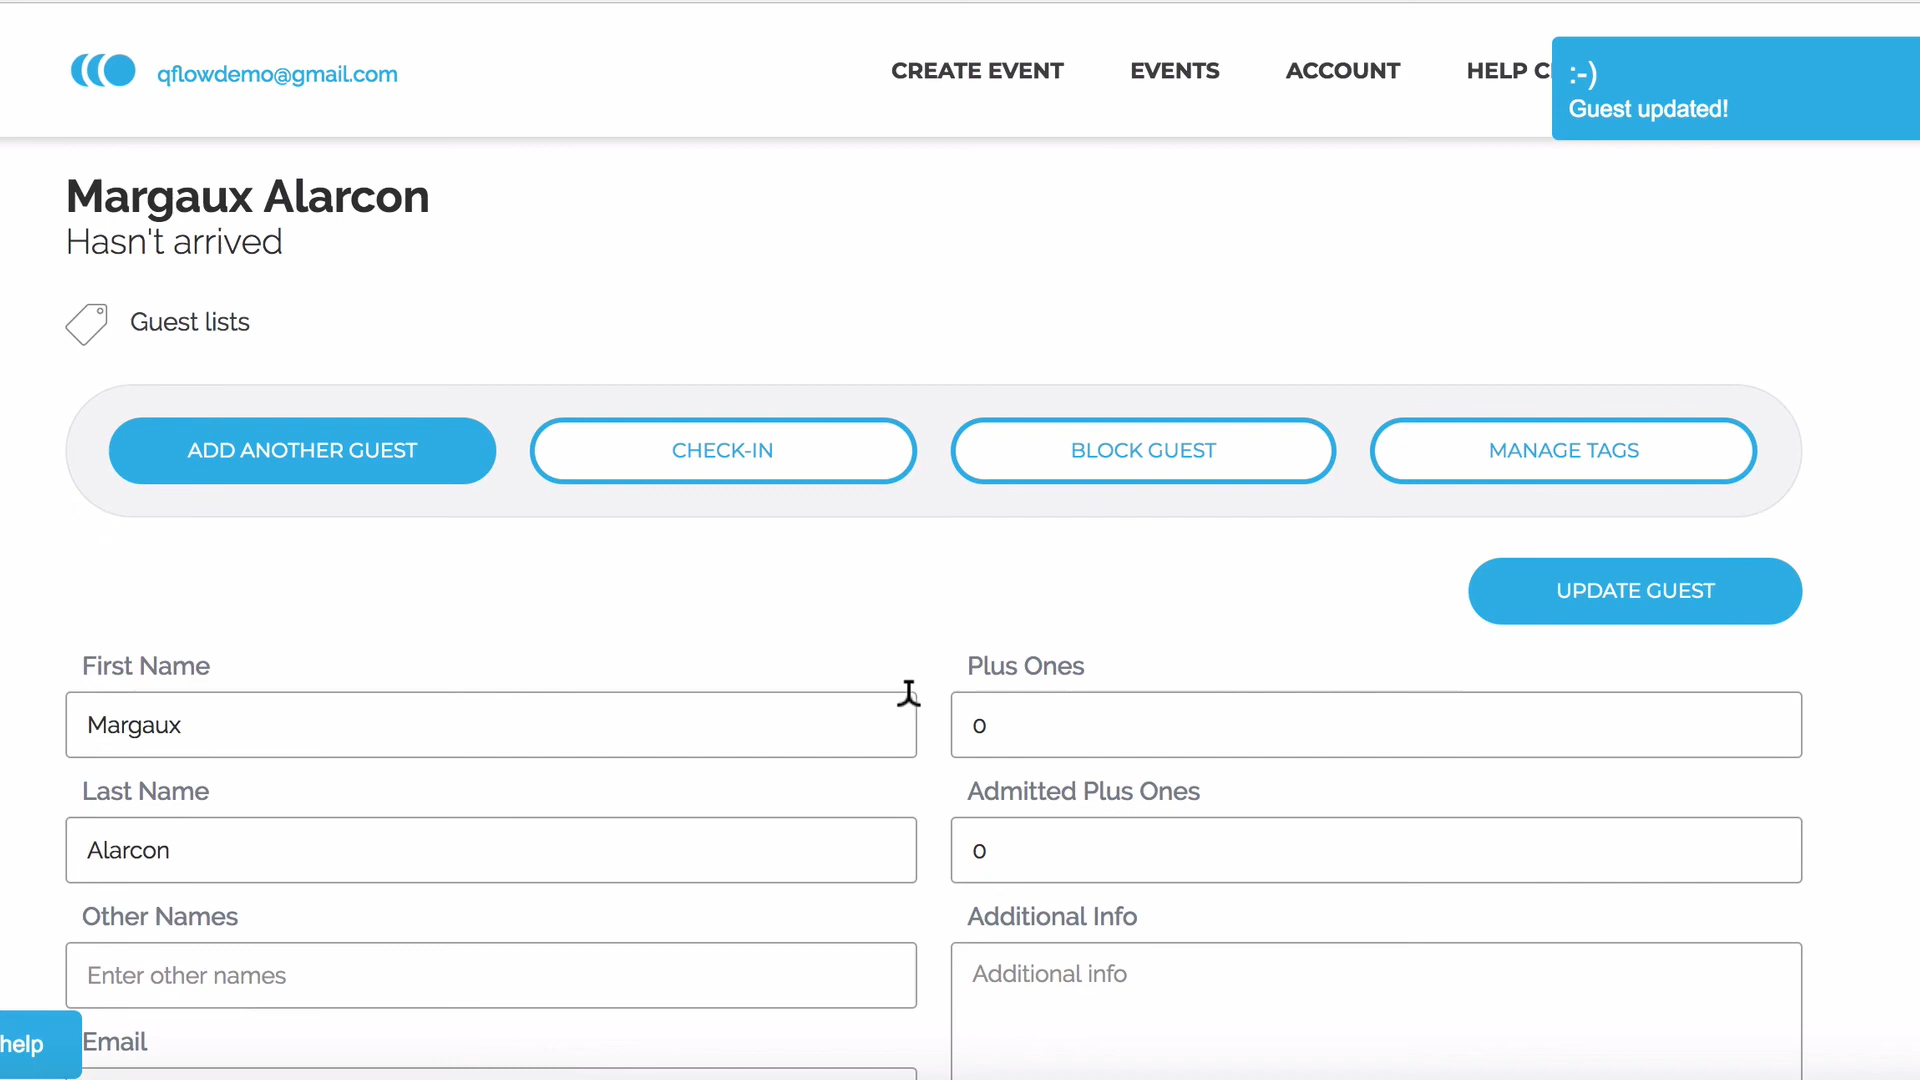 qflowdemo@gmail.com
CREATE EVENT
EVENTS
ACCOUNT
HELP C
:-)
Guest updated!
Margaux Alarcon
Hasn't arrived
Guest lists
ADD ANOTHER GUEST
CHECK-IN
BLOCK GUEST
MANAGE TAGS
UPDATE GUEST
First Name
Plus Ones
Margaux
0
Last Name
Admitted Plus Ones
Alarcon
0
Other Names
Additional Info
Enter other names
Additional info
help
Email